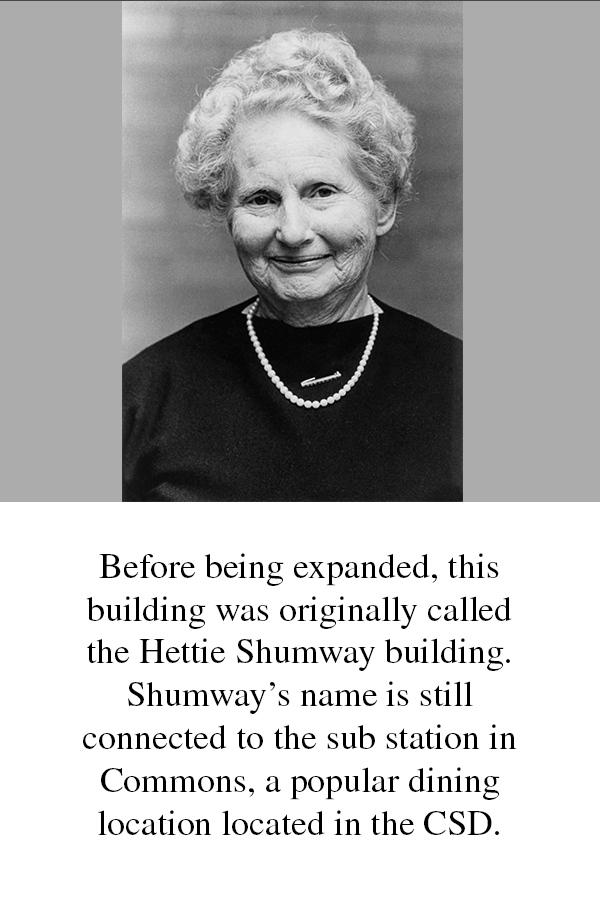 Before being expanded, this
building was originally called
the Hettie Shumway building.
Shumway’s name is still
connected to the sub station in
Commons, a popular dining
location located in the CSD.